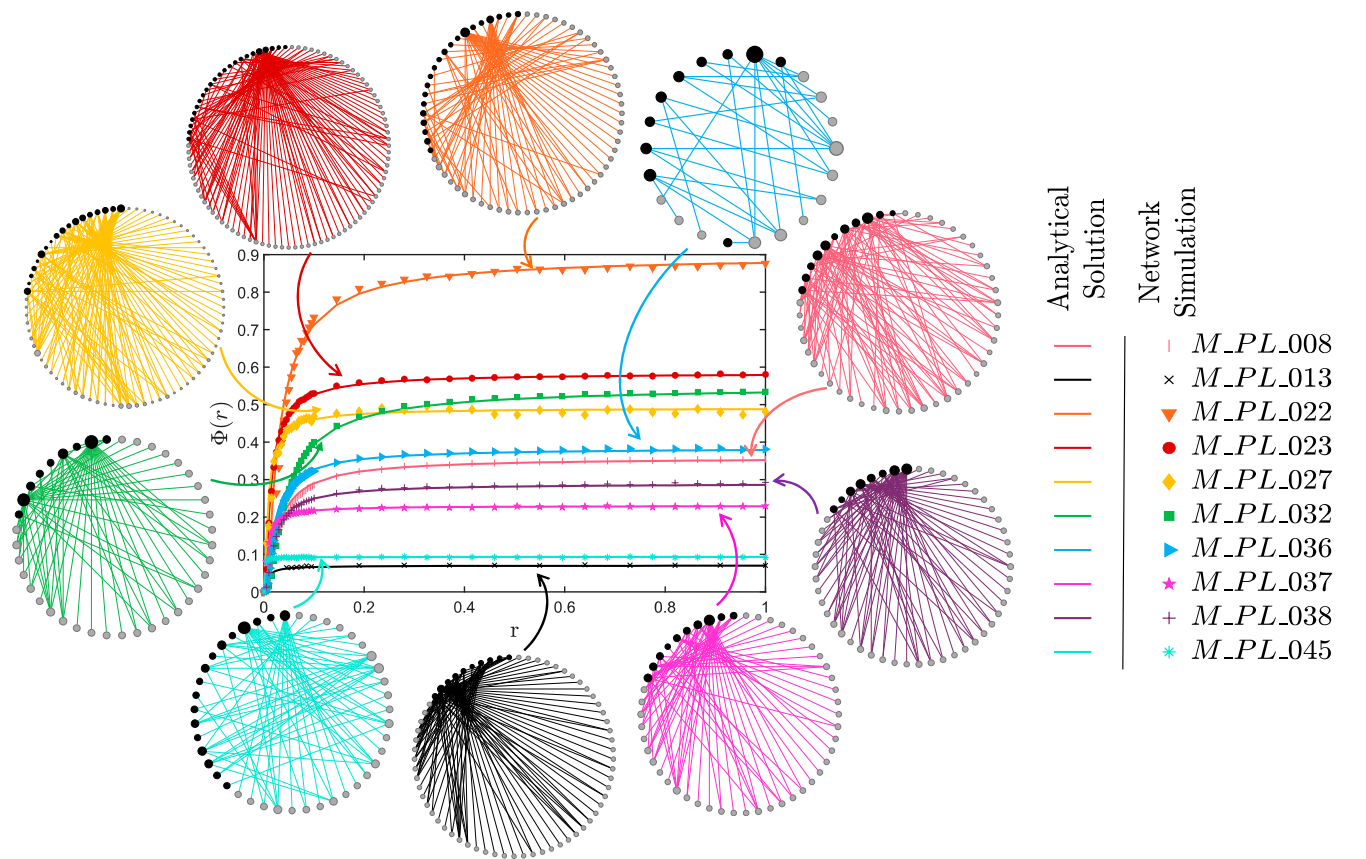 0.9
0.8
0.7
0.6
0.5
0.4
0.3
0.2
0.1
0
Φ(r)
0 0.2 0.4 0.6 0.8 1
r
Analytical
Solution
Network
Simulation
M_PL_008
M_PL_013
M_PL_022
M_PL_023
M_PL_027
M_PL_032
M_PL_036
M_PL_037
M_PL_038
M_PL_045